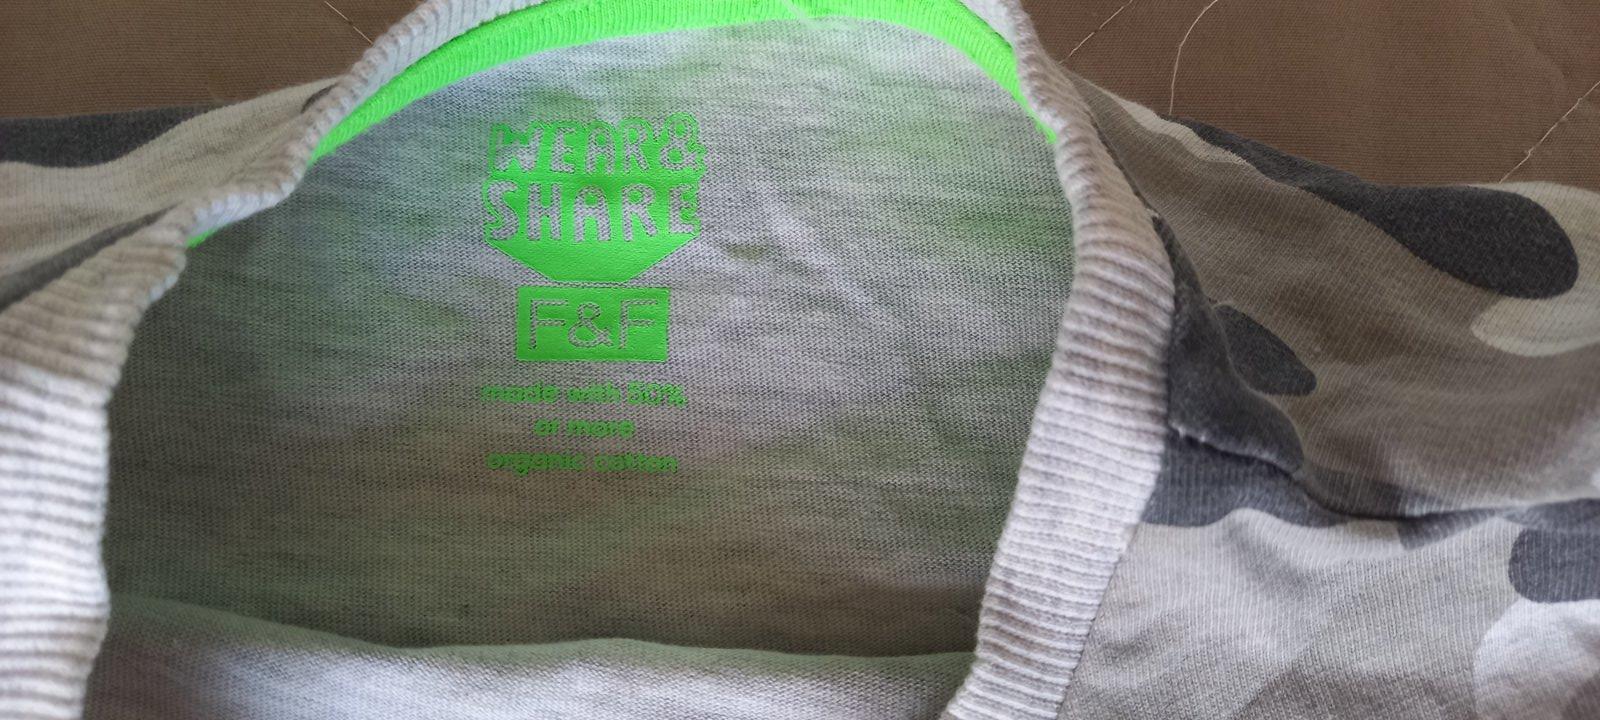 WEAR&
SHARE
F&F
made with 50%
or more
organic cotton